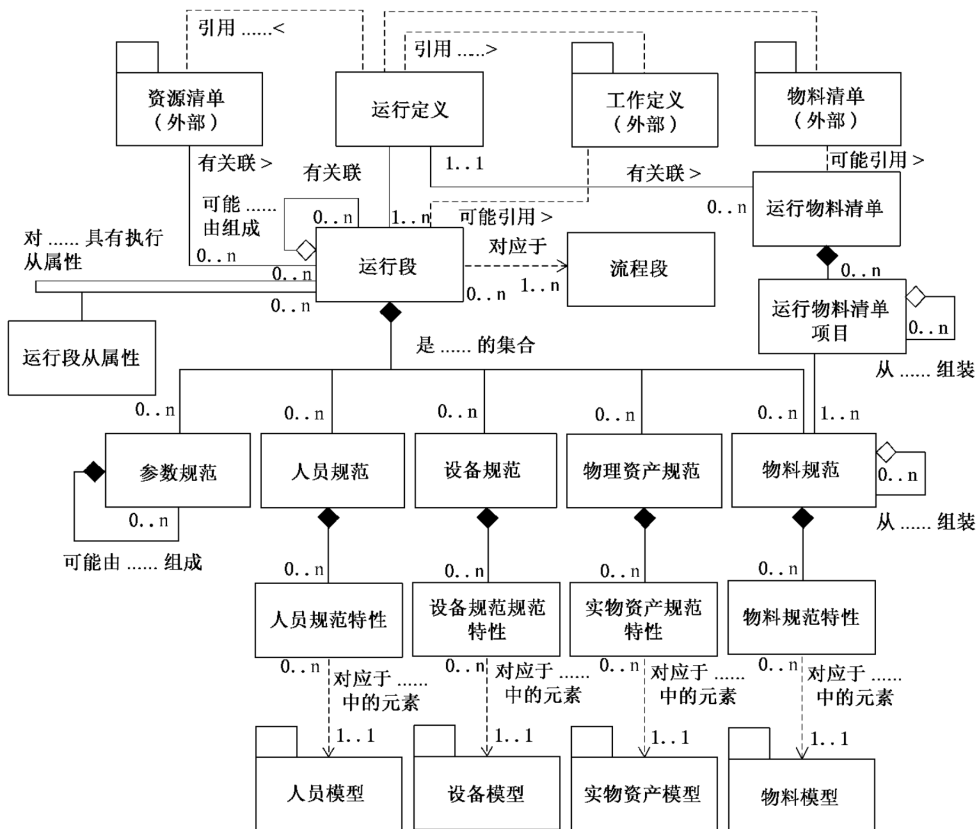 引用 ......<
引用 ......>
资源清单
（外部）
运行定义
工作定义
（外部）
物料清单
（外部）
有关联 >
有关联
1..1
有关联 >
可能引用 >
可能 ......
由组成
0..n
1..n
可能引用 >
0..n
运行物料清单
对 ...... 具有执行
从属性
0..n
0..n
0..n
运行段
对应于
0..n
1..n
流程段
0..n
运行物料清单
项目
0..n
从 ...... 组装
运行段从属性
是 ...... 的集合
0..n
0..n
0..n
0..n
0..n
1..n
参数规范
人员规范
设备规范
物理资产规范
物料规范
0..n
从 ...... 组装
0..n
可能由 ...... 组成
0..n
0..n
0..n
0..n
人员规范特性
设备规范规范
特性
实物资产规范
特性
物料规范特性
0..n
0..n
0..n
0..n
对应于 ......
中的元素
对应于 ......
中的元素
对应于 ......
中的元素
对应于 ......
中的元素
1..1
1..1
1..1
1..1
人员模型
设备模型
实物资产模型
物料模型